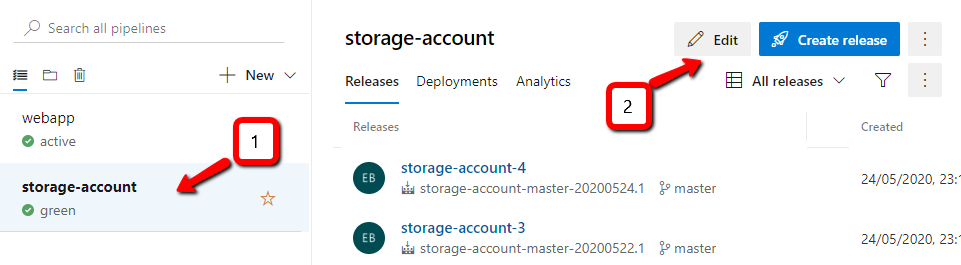 Search all pipelines
New
webapp
active
storage-account
green
1
storage-account
Edit
Create release
2
Releases Deployments Analytics
All releases
Releases Created
EB
storage-account-4
24/05/2020, 23:
storage-account-master-20200524.1 master
EB
storage-account-3
24/05/2020, 23:
storage-account-master-20200522.1 master